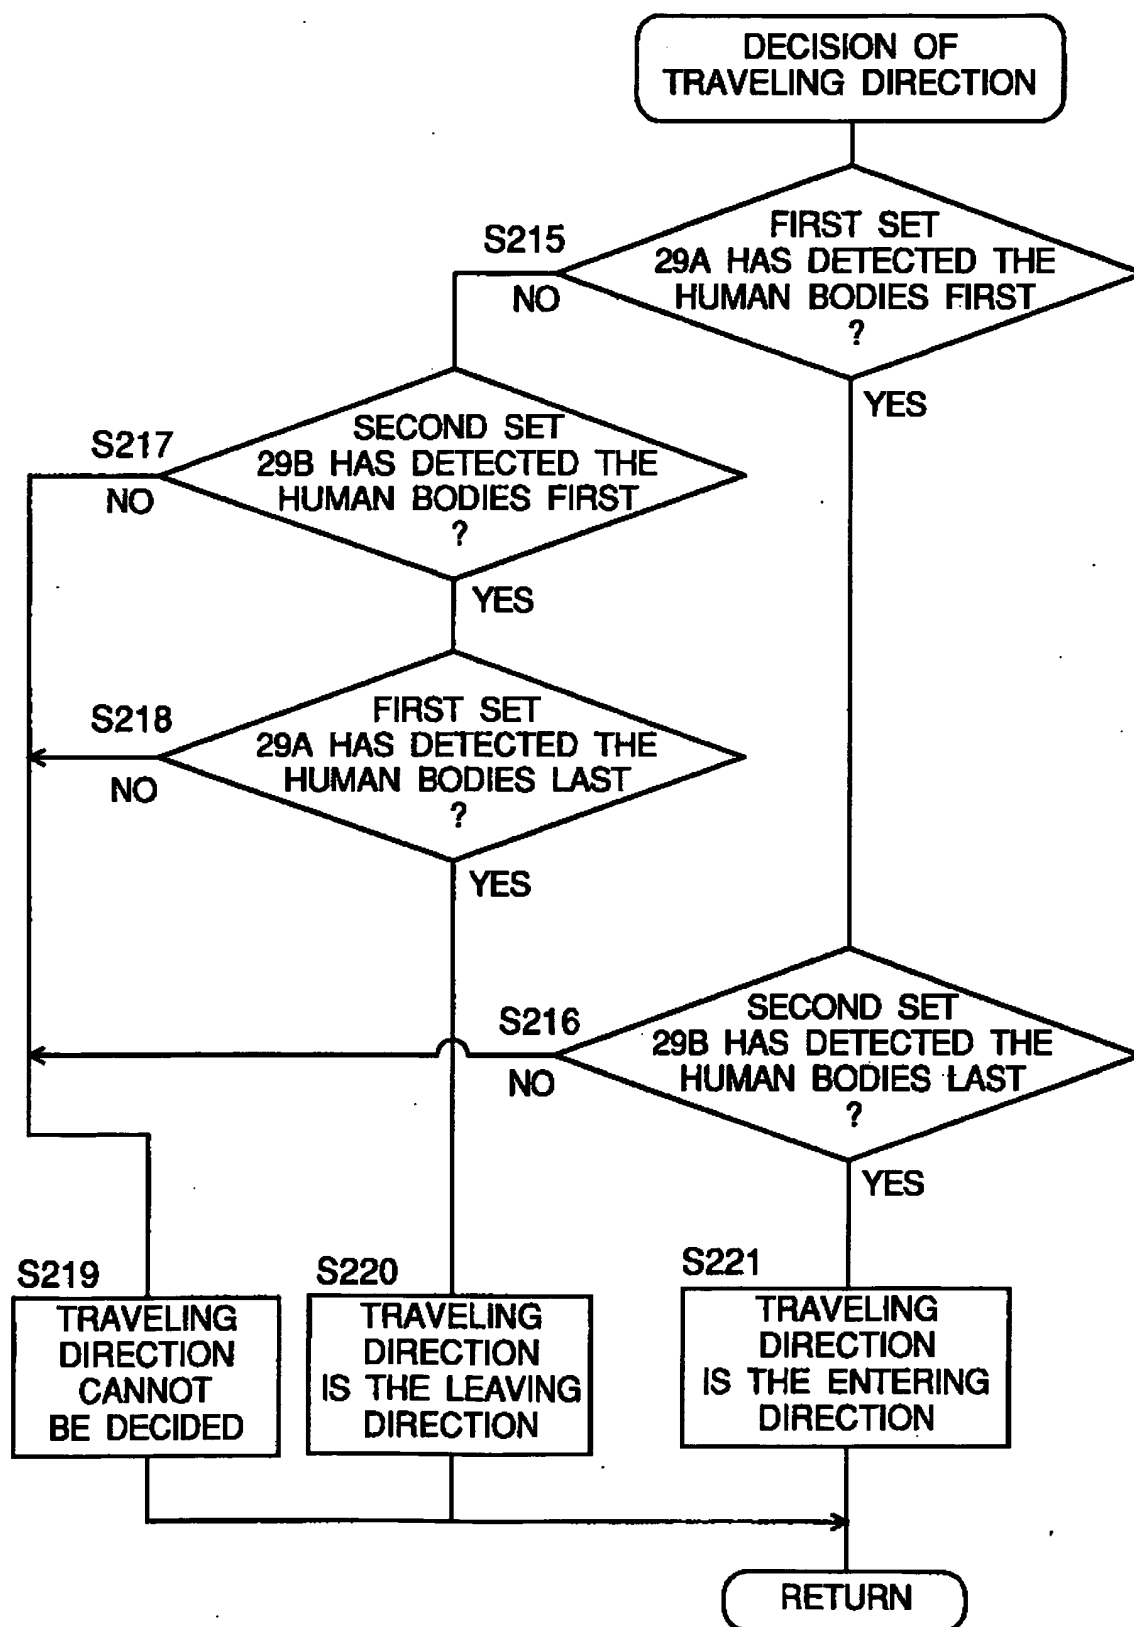 DECISION OF
TRAVELING DIRECTION
S215
FIRST SET
29A HAS DETECTED THE
HUMAN BODIES FIRST
?
NO
YES
S217
SECOND SET
29B HAS DETECTED THE
HUMAN BODIES FIRST
?
NO
YES
S218
FIRST SET
29A HAS DETECTED THE
HUMAN BODIES LAST
?
NO
YES
S216
SECOND SET
29B HAS DETECTED THE
HUMAN BODIES LAST
?
NO
YES
S219
TRAVELING
DIRECTION
CANNOT
BE DECIDED
S220
TRAVELING
DIRECTION
IS THE LEAVING
DIRECTION
S221
TRAVELING
DIRECTION
IS THE ENTERING
DIRECTION
RETURN